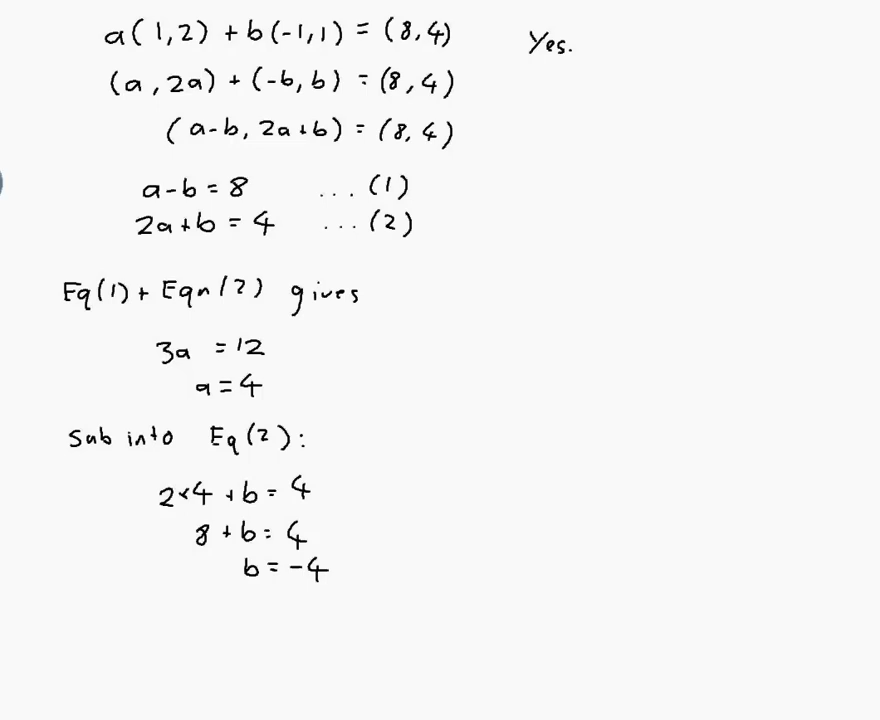 a(1,2) + b(-1,1) = (8,4) Yes.
(a,2a) + (-b,b) = (8,4)
(a-b, 2a+b) = (8,4)
a-b = 8 ... (1)
2a+b = 4 ... (2)
Eq(1) + Eqn(2) gives
3a = 12
a = 4
Sub into Eq(2):
2×4 + b = 4
8 + b = 4
b = -4